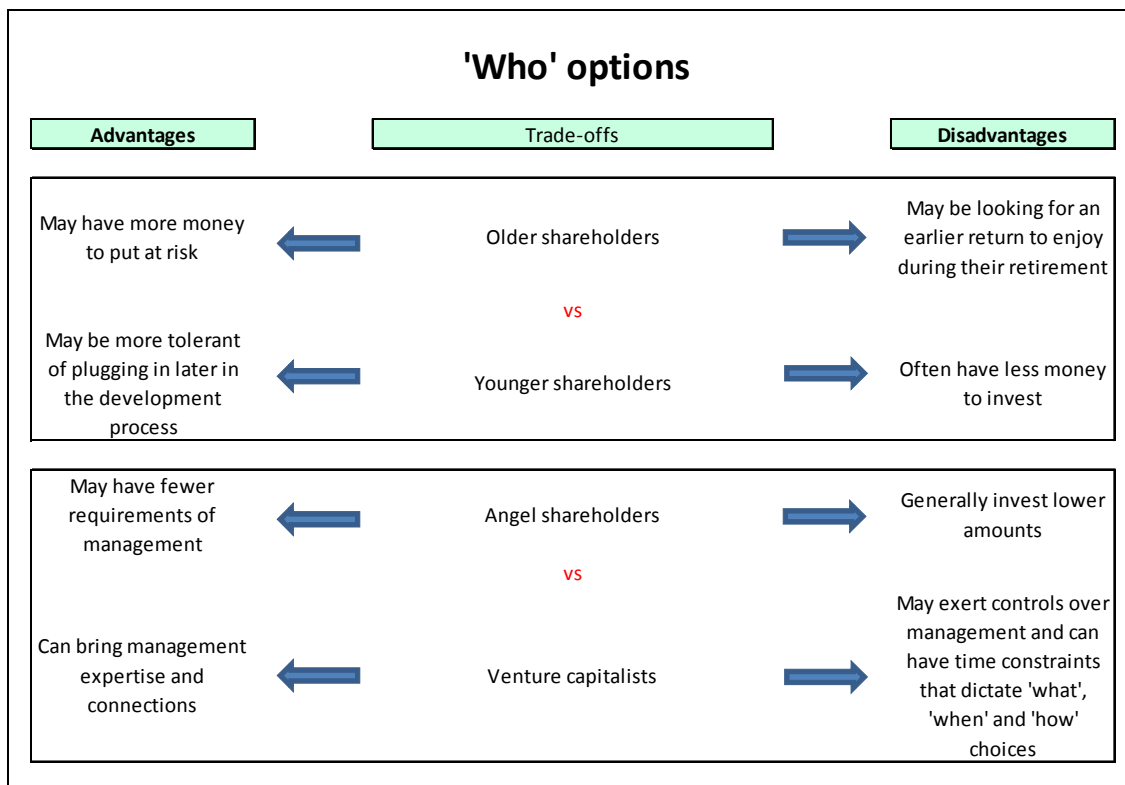 'Who' options
Advantages
Trade-offs
Disadvantages
May have more money
to put at risk
Older shareholders
May be looking for an
earlier return to enjoy
during their retirement
vs
May be more tolerant
of plugging in later in
the development
process
Younger shareholders
Often have less money
to invest
May have fewer
requirements of
management
Angel shareholders
Generally invest lower
amounts
vs
Can bring management
expertise and
connections
Venture capitalists
May exert controls over
management and can
have time constraints
that dictate 'what',
'when' and 'how'
choices